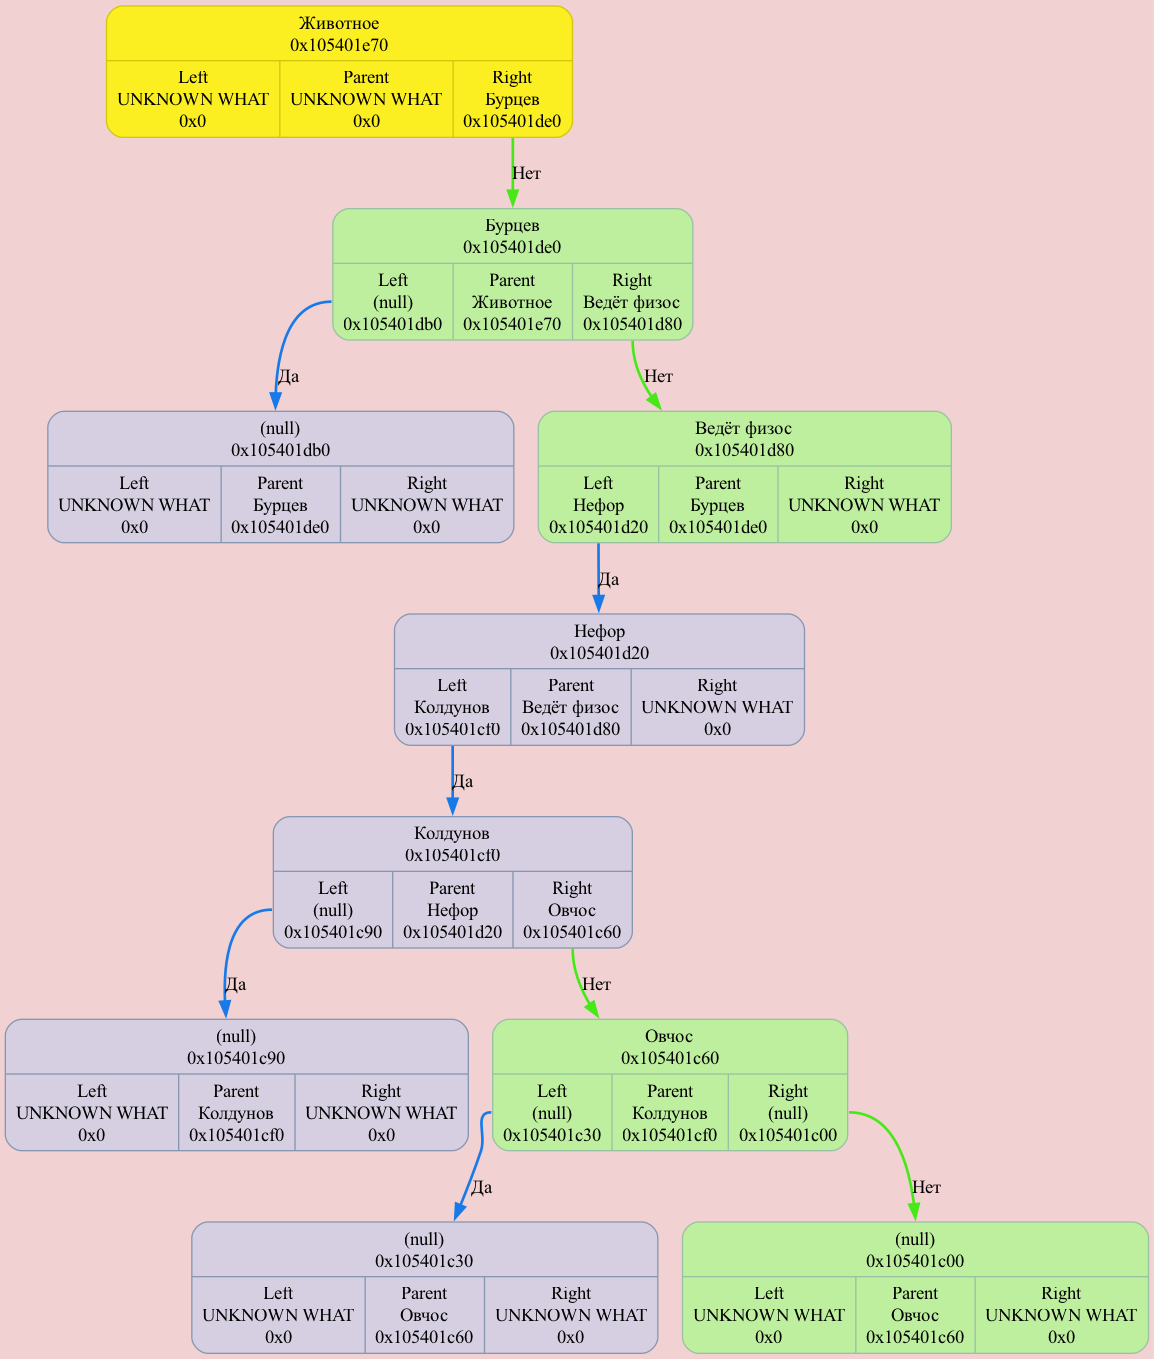 Животное
0x105401e70
Left Parent Right
UNKNOWN WHAT UNKNOWN WHAT Бурцев
0x0 0x0 0x105401de0
Нет
Бурцев
0x105401de0
Left Parent Right
(null) Животное Ведёт физос
0x105401db0 0x105401e70 0x105401d80
Да Нет
(null)
0x105401db0
Left Parent Right
UNKNOWN WHAT Бурцев UNKNOWN WHAT
0x0 0x105401de0 0x0
Ведёт физос
0x105401d80
Left Parent Right
Нефор Бурцев UNKNOWN WHAT
0x105401d20 0x105401de0 0x0
Да
Нефор
0x105401d20
Left Parent Right
Колдунов Ведёт физос UNKNOWN WHAT
0x105401cf0 0x105401d80 0x0
Да
Колдунов
0x105401cf0
Left Parent Right
(null) Нефор Овчос
0x105401c90 0x105401d20 0x105401c60
Да Нет
(null)
0x105401c90
Left Parent Right
UNKNOWN WHAT Колдунов UNKNOWN WHAT
0x0 0x105401cf0 0x0
Овчос
0x105401c60
Left Parent Right
(null) Колдунов (null)
0x105401c30 0x105401cf0 0x105401c00
Да Нет
(null)
0x105401c30
Left Parent Right
UNKNOWN WHAT Овчос UNKNOWN WHAT
0x0 0x105401c60 0x0
(null)
0x105401c00
Left Parent Right
UNKNOWN WHAT Овчос UNKNOWN WHAT
0x0 0x105401c60 0x0